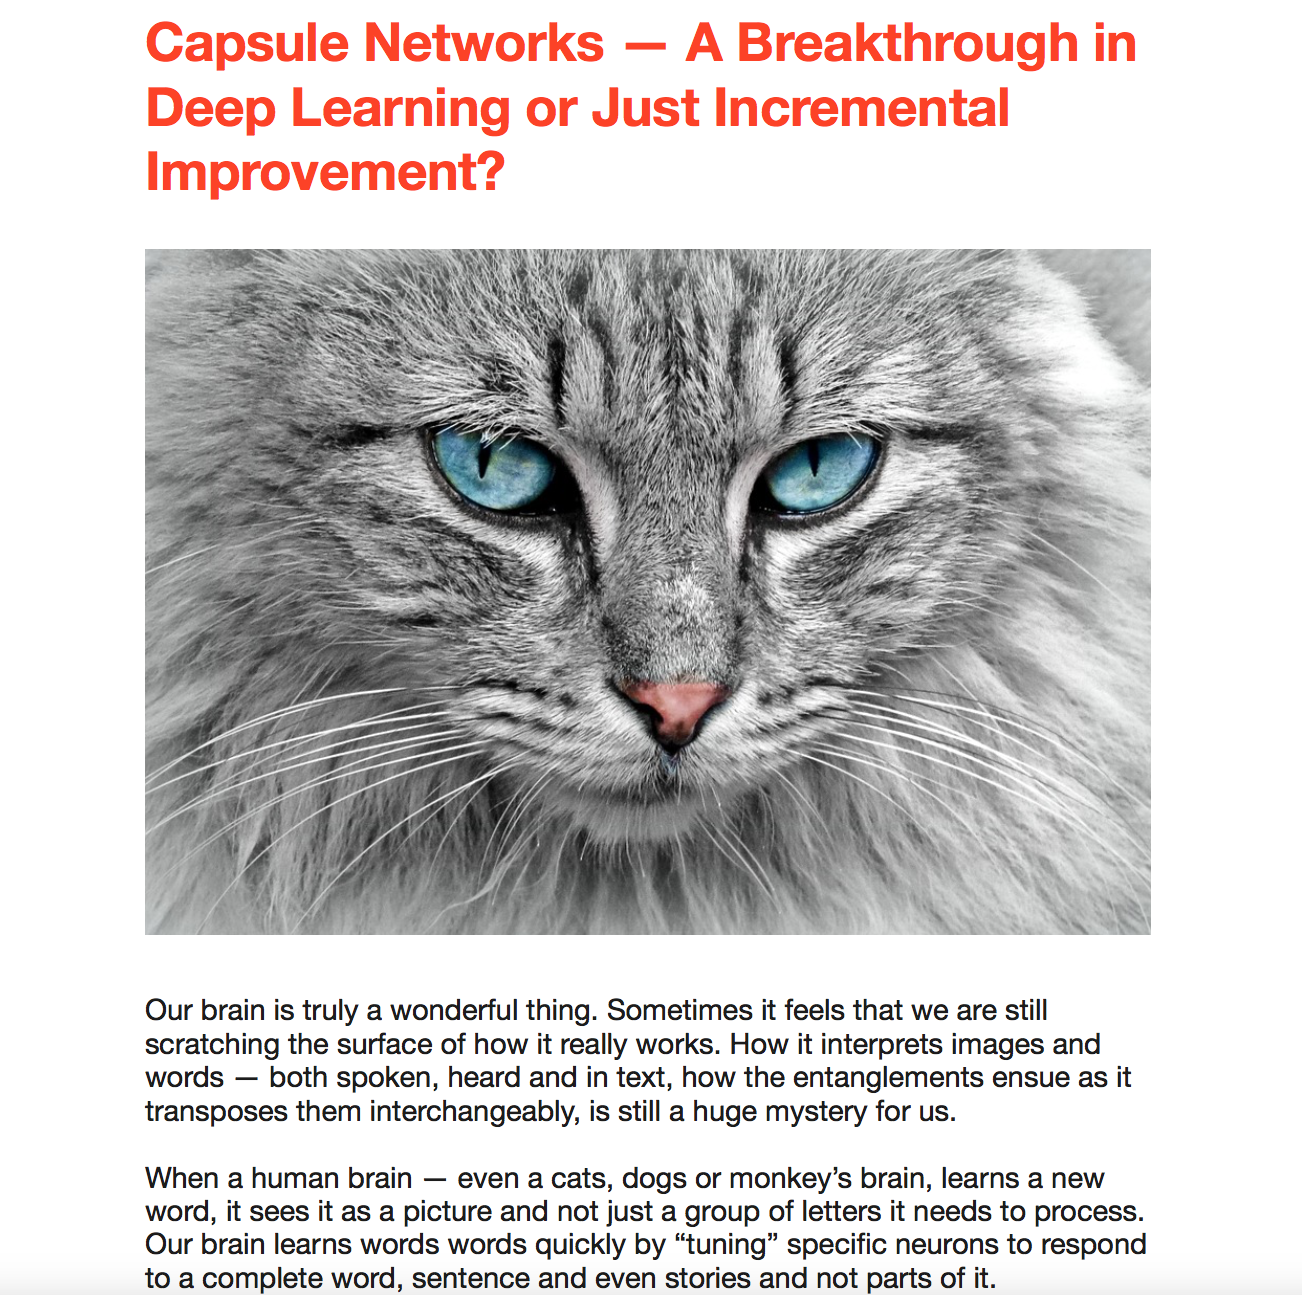 Capsule Networks — A Breakthrough in
Deep Learning or Just Incremental
Improvement?
Our brain is truly a wonderful thing. Sometimes it feels that we are still
scratching the surface of how it really works. How it interprets images and
words — both spoken, heard and in text, how the entanglements ensue as it
transposes them interchangeably, is still a huge mystery for us.
When a human brain — even a cats, dogs or monkey’s brain, learns a new
word, it sees it as a picture and not just a group of letters it needs to process.
Our brain learns words words quickly by “tuning” specific neurons to respond
to a complete word, sentence and even stories and not parts of it.